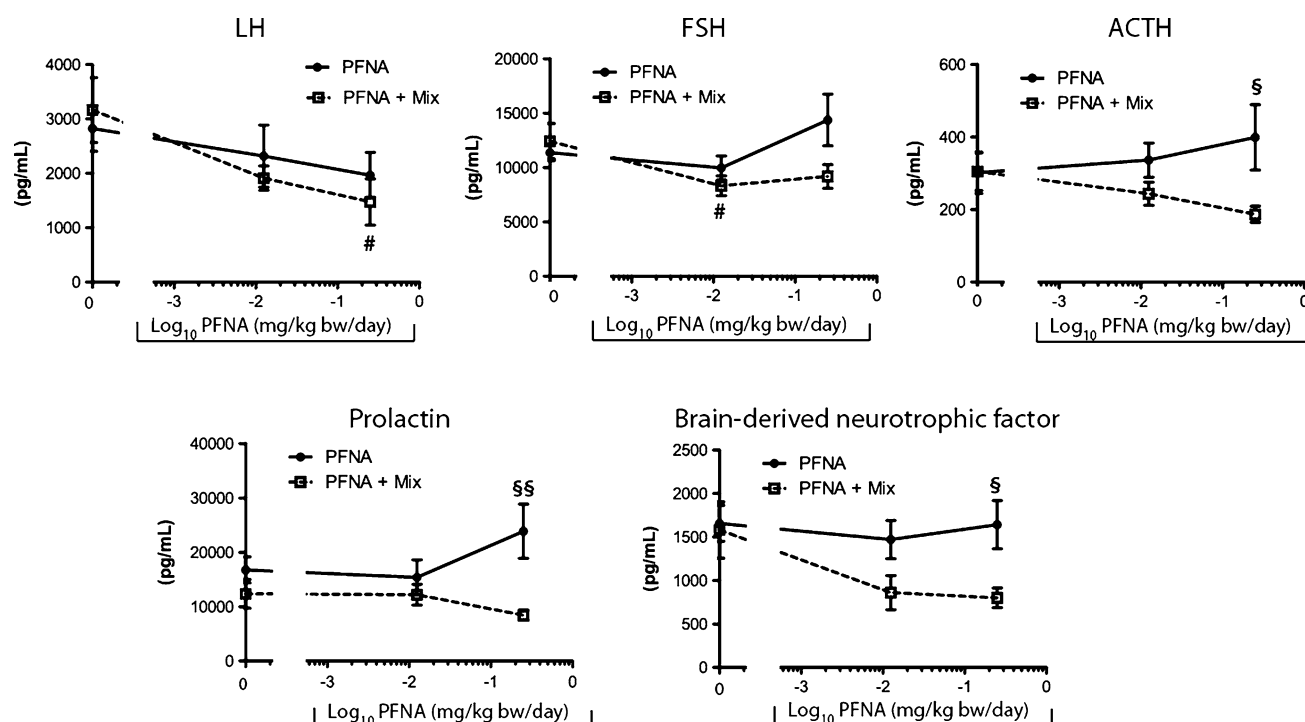 LH
4000
3000
2000
1000
0
(pg/mL)
PFNA
PFNA + Mix
#
0 -3 -2 -1 0
Log10 PFNA (mg/kg bw/day)
FSH
20000
15000
10000
5000
0
(pg/mL)
PFNA
PFNA + Mix
#
0 -3 -2 -1 0
Log10 PFNA (mg/kg bw/day)
ACTH
600
400
200
0
(pg/mL)
PFNA
PFNA + Mix
§
0 -3 -2 -1 0
Log10 PFNA (mg/kg bw/day)
Prolactin
40000
30000
20000
10000
0
(pg/mL)
PFNA
PFNA + Mix
§§
0 -3 -2 -1 0
Log10 PFNA (mg/kg bw/day)
Brain-derived neurotrophic factor
2500
2000
1500
1000
500
0
(pg/mL)
PFNA
PFNA + Mix
§
0 -3 -2 -1 0
Log10 PFNA (mg/kg bw/day)